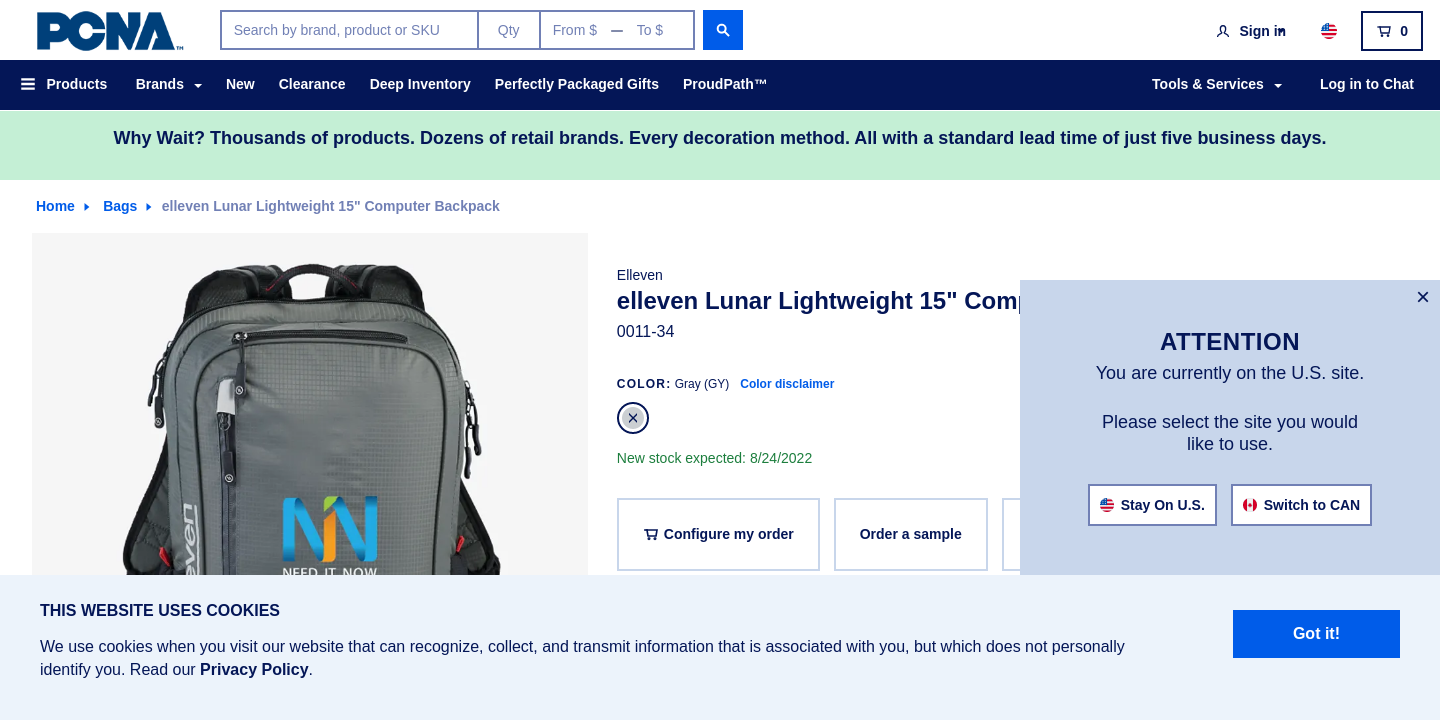 PCNA™
Search by brand, product or SKU
Qty
From $ — To $
Sign in
0
Products
Brands
New
Clearance
Deep Inventory
Perfectly Packaged Gifts
ProudPath™
Tools & Services
Log in to Chat
Why Wait? Thousands of products. Dozens of retail brands. Every decoration method. All with a standard lead time of just five business days.
Home
Bags
elleven Lunar Lightweight 15" Computer Backpack
Elleven
elleven Lunar Lightweight 15" Comp
0011-34
COLOR: Gray (GY) Color disclaimer
New stock expected: 8/24/2022
Configure my order
Order a sample
NIN
NEED IT NOW
leven
×
ATTENTION
You are currently on the U.S. site.
Please select the site you would
like to use.
Stay On U.S.
Switch to CAN
THIS WEBSITE USES COOKIES
We use cookies when you visit our website that can recognize, collect, and transmit information that is associated with you, but which does not personally
identify you. Read our Privacy Policy.
Got it!